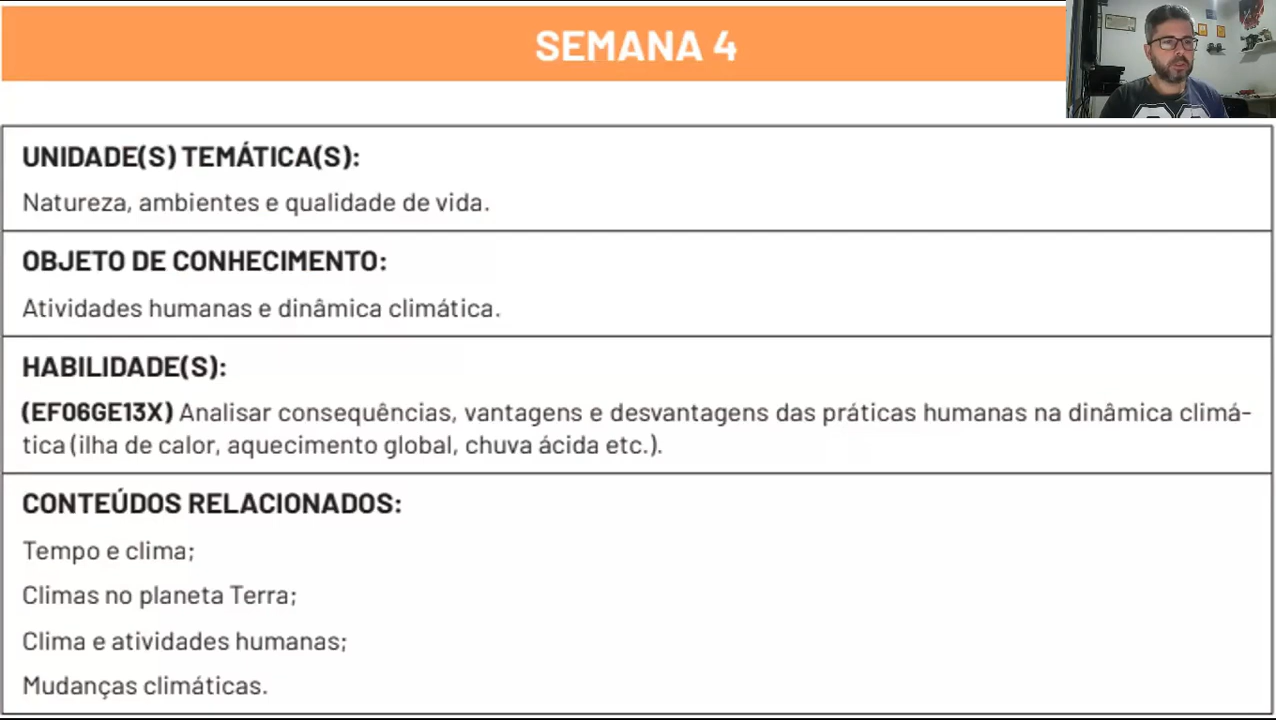 SEMANA 4
UNIDADE(S) TEMÁTICA(S):
Natureza, ambientes e qualidade de vida.
OBJETO DE CONHECIMENTO:
Atividades humanas e dinâmica climática.
HABILIDADE(S):
(EF06GE13X) Analisar consequências, vantagens e desvantagens das práticas humanas na dinâmica climá-
tica (ilha de calor, aquecimento global, chuva ácida etc.).
CONTEÚDOS RELACIONADOS:
Tempo e clima;
Climas no planeta Terra;
Clima e atividades humanas;
Mudanças climáticas.